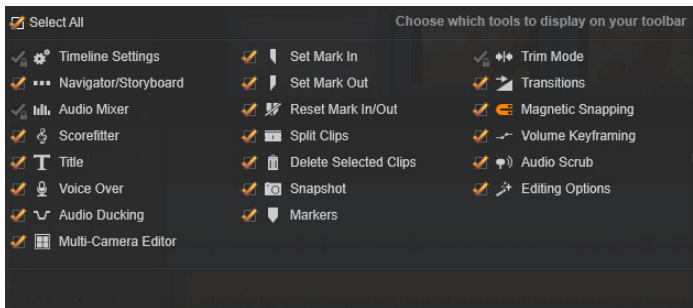 Select All
Choose which tools to display on your toolbar
Timeline Settings
Navigator/Storyboard
Audio Mixer
Scorefitter
Title
Voice Over
Audio Ducking
Multi-Camera Editor
Set Mark In
Set Mark Out
Reset Mark In/Out
Split Clips
Delete Selected Clips
Snapshot
Markers
Trim Mode
Transitions
Magnetic Snapping
Volume Keyframing
Audio Scrub
Editing Options